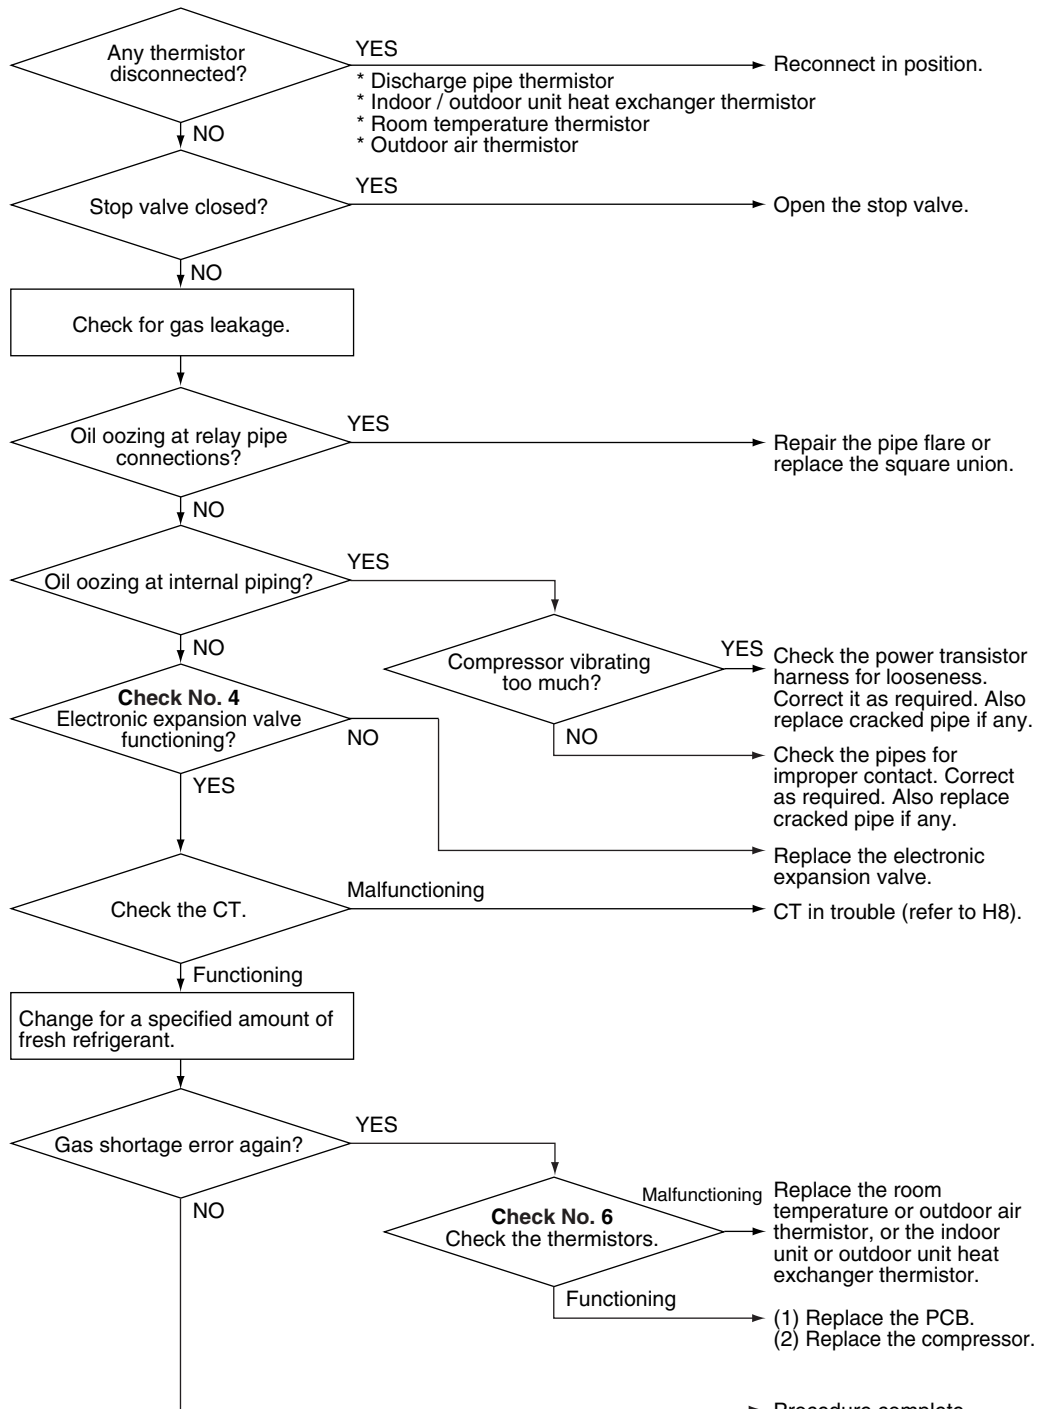 Any thermistor
disconnected?
YES
* Discharge pipe thermistor
* Indoor / outdoor unit heat exchanger thermistor
* Room temperature thermistor
* Outdoor air thermistor
Reconnect in position.
NO
Stop valve closed?
YES
Open the stop valve.
NO
Check for gas leakage.
Oil oozing at relay pipe
connections?
YES
Repair the pipe flare or
replace the square union.
NO
Oil oozing at internal piping?
YES
NO
Compressor vibrating
too much?
YES
Check the power transistor
harness for looseness.
Correct it as required. Also
replace cracked pipe if any.
NO
Check the pipes for
improper contact. Correct
as required. Also replace
cracked pipe if any.
Check No. 4
Electronic expansion valve
functioning?
NO
Replace the electronic
expansion valve.
YES
Check the CT.
Malfunctioning
CT in trouble (refer to H8).
Functioning
Change for a specified amount of
fresh refrigerant.
Gas shortage error again?
YES
NO
Check No. 6
Check the thermistors.
Malfunctioning
Replace the room
temperature or outdoor air
thermistor, or the indoor
unit or outdoor unit heat
exchanger thermistor.
Functioning
(1) Replace the PCB.
(2) Replace the compressor.
Procedure complete